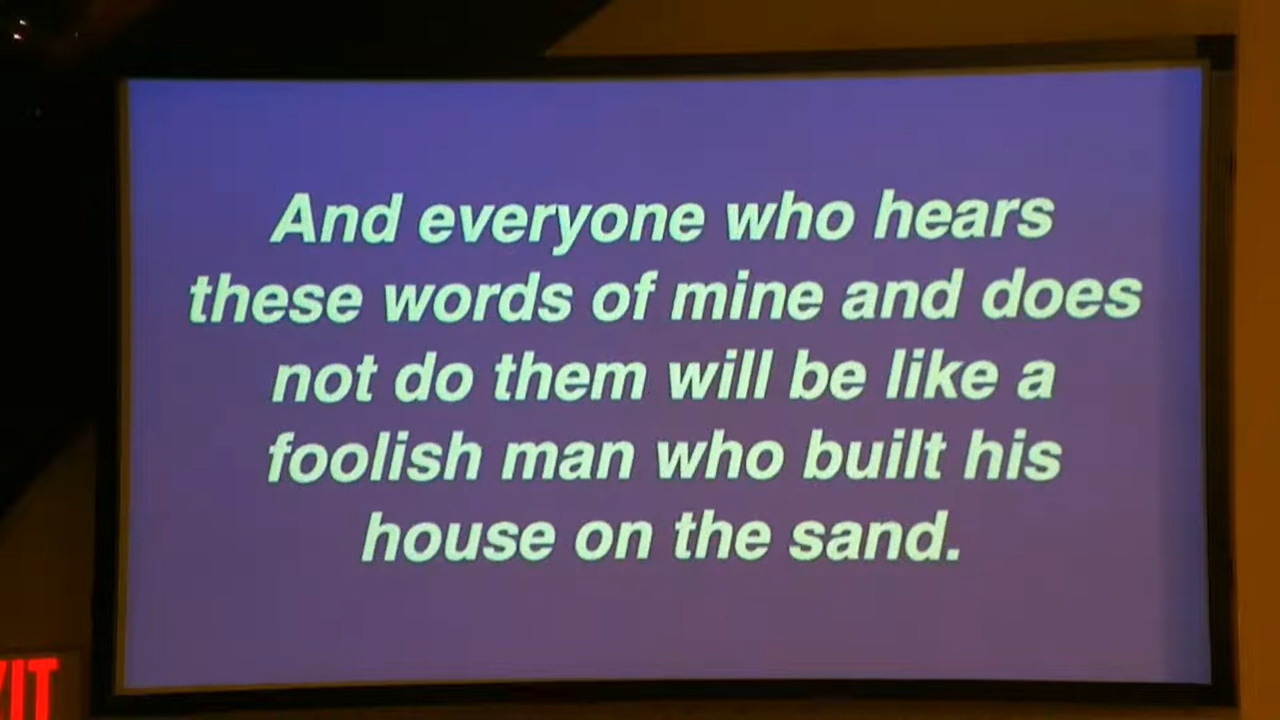 And everyone who hears
these words of mine and does
not do them will be like a
foolish man who built his
house on the sand.
XIT